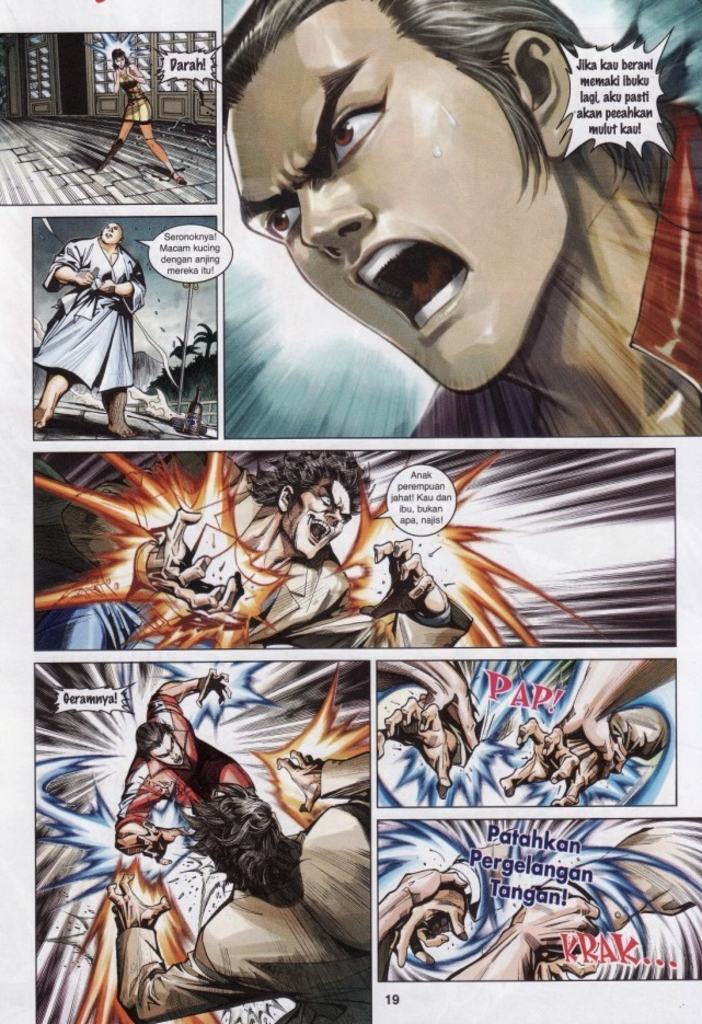 Darah!
Jika kau berani
memaki ibuku
lagi, aku pasti
akan pecahkan
mulut kau!
Seronoknya!
Macam kucing
dengan anjing
mereka itu!
Anak
perempuan
jahat! Kau dan
ibu, bukan
apa, najis!
Geramnya!
PAP!
Patahkan
Pergelangan
Tangan!
KRAK...
19